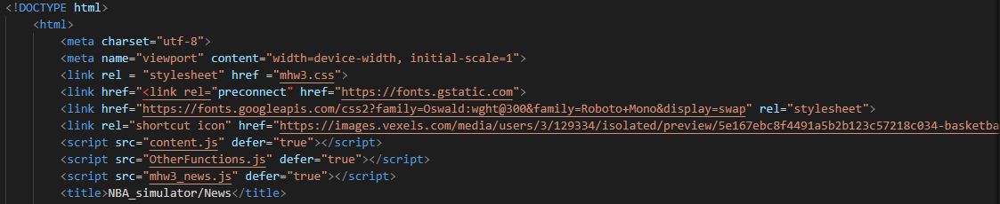 <!DOCTYPE html>
<html>
<meta charset="utf-8">
<meta name="viewport" content="width=device-width, initial-scale=1">
<link rel = "stylesheet" href ="mhw3.css">
<link href="<link rel="preconnect" href="https://fonts.gstatic.com">
<link href="https://fonts.googleapis.com/css2?family=Oswald:wght@300&family=Roboto+Mono&display=swap" rel="stylesheet">
<link rel="shortcut icon" href="https://images.vexels.com/media/users/3/129334/isolated/preview/5e167ebc8f4491a5b2b123c57218c034-basketba
<script src="content.js" defer="true"></script>
<script src="OtherFunctions.js" defer="true"></script>
<script src="mhw3_news.js" defer="true"></script>
<title>NBA_simulator/News</title>